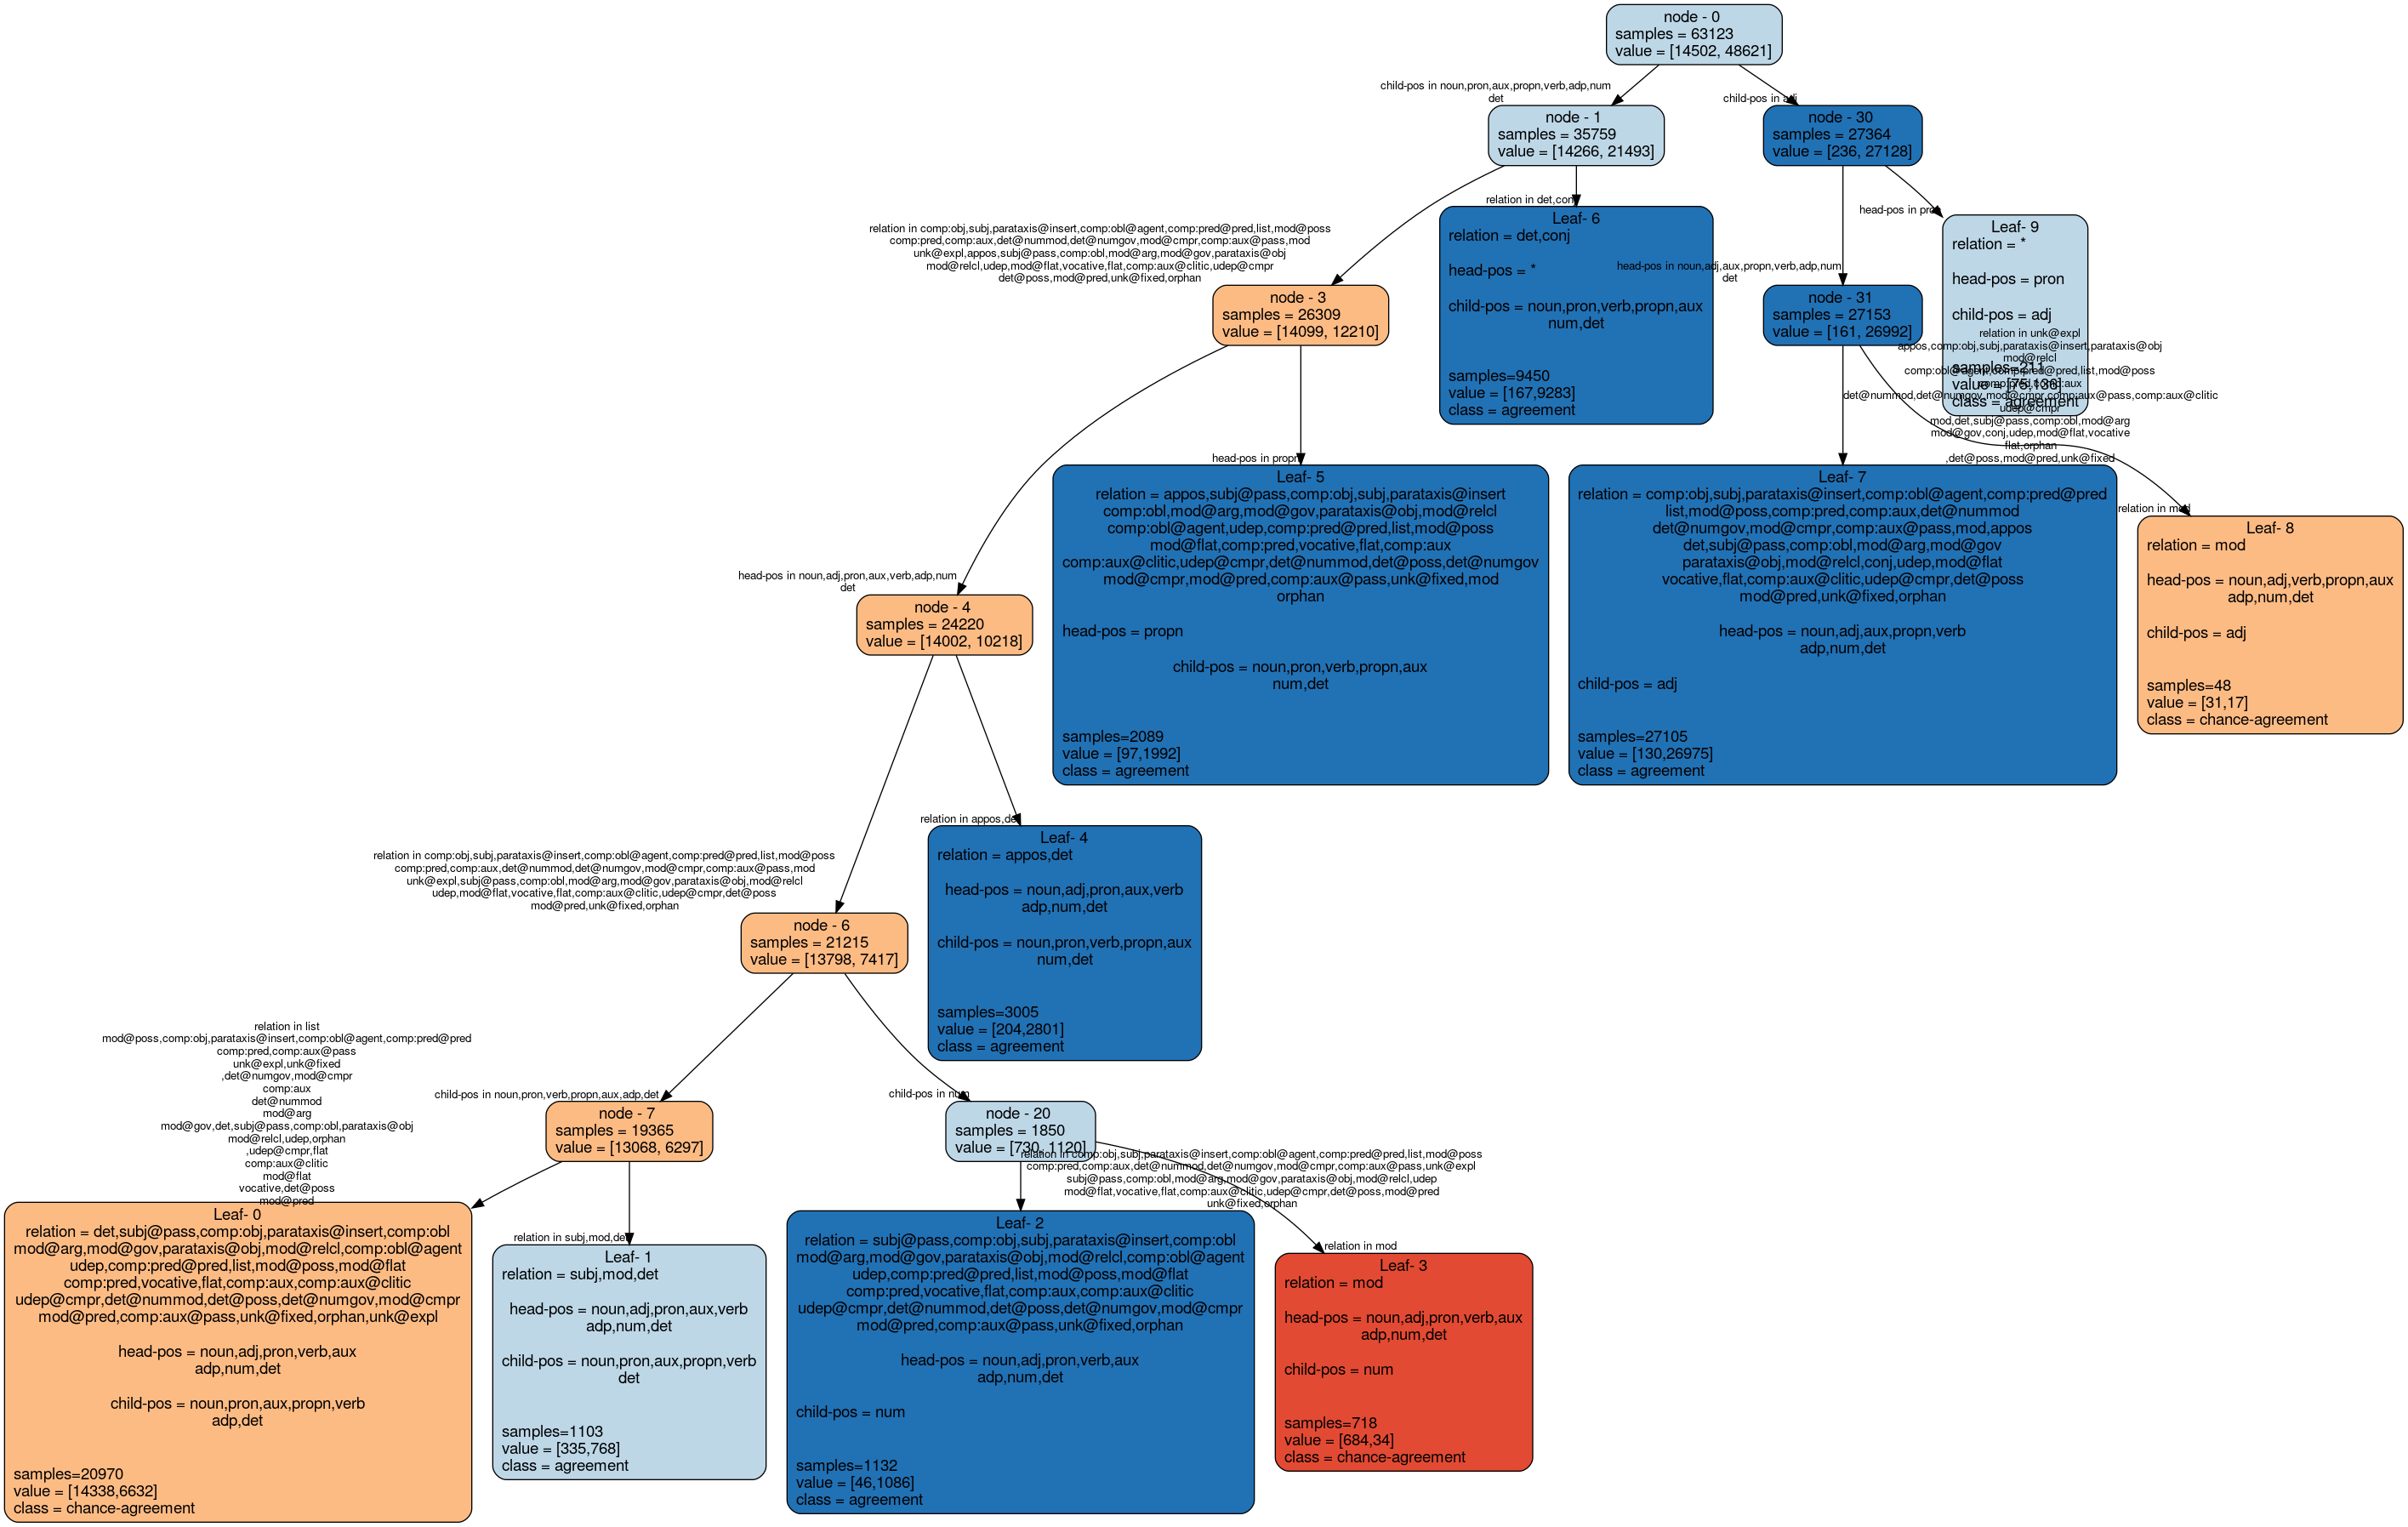 node - 0
samples = 63123
value = [14502, 48621]
child-pos in noun,pron,aux,propn,verb,adp,num
det
child-pos in adj
node - 1
samples = 35759
value = [14266, 21493]
node - 30
samples = 27364
value = [236, 27128]
relation in comp:obj,subj,parataxis@insert,comp:obl@agent,comp:pred@pred,list,mod@poss
comp:pred,comp:aux,det@nummod,det@numgov,mod@cmpr,comp:aux@pass,mod
unk@expl,appos,subj@pass,comp:obl,mod@arg,mod@gov,parataxis@obj
mod@relcl,udep,mod@flat,vocative,flat,comp:aux@clitic,udep@cmpr
det@poss,mod@pred,unk@fixed,orphan
relation in det,conj
Leaf- 6
relation = det,conj
head-pos = *
child-pos = noun,pron,verb,propn,aux
num,det
samples=9450
value = [167,9283]
class = agreement
head-pos in noun,adj,aux,propn,verb,adp,num
det
head-pos in pron
Leaf- 9
relation = *
head-pos = pron
child-pos = adj
samples=211
value = [75,136]
class = agreement
node - 3
samples = 26309
value = [14099, 12210]
node - 31
samples = 27153
value = [161, 26992]
relation in unk@expl
appos,comp:obj,subj,parataxis@insert,parataxis@obj
mod@relcl
comp:obl@agent,comp:pred@pred,list,mod@poss
comp:pred,comp:aux
det@nummod,det@numgov,mod@cmpr,comp:aux@pass,comp:aux@clitic
udep@cmpr
mod,det,subj@pass,comp:obl,mod@arg
mod@gov,conj,udep,mod@flat,vocative
flat,orphan
,det@poss,mod@pred,unk@fixed
relation in mod
head-pos in noun,adj,pron,aux,verb,adp,num
det
head-pos in propn
Leaf- 5
relation = appos,subj@pass,comp:obj,subj,parataxis@insert
comp:obl,mod@arg,mod@gov,parataxis@obj,mod@relcl
comp:obl@agent,udep,comp:pred@pred,list,mod@poss
mod@flat,comp:pred,vocative,flat,comp:aux
comp:aux@clitic,udep@cmpr,det@nummod,det@poss,det@numgov
mod@cmpr,mod@pred,comp:aux@pass,unk@fixed,mod
orphan
head-pos = propn
child-pos = noun,pron,verb,propn,aux
num,det
samples=2089
value = [97,1992]
class = agreement
Leaf- 7
relation = comp:obj,subj,parataxis@insert,comp:obl@agent,comp:pred@pred
list,mod@poss,comp:pred,comp:aux,det@nummod
det@numgov,mod@cmpr,comp:aux@pass,mod,appos
det,subj@pass,comp:obl,mod@arg,mod@gov
parataxis@obj,mod@relcl,conj,udep,mod@flat
vocative,flat,comp:aux@clitic,udep@cmpr,det@poss
mod@pred,unk@fixed,orphan
head-pos = noun,adj,aux,propn,verb
adp,num,det
child-pos = adj
samples=27105
value = [130,26975]
class = agreement
Leaf- 8
relation = mod
head-pos = noun,adj,verb,propn,aux
adp,num,det
child-pos = adj
samples=48
value = [31,17]
class = chance-agreement
node - 4
samples = 24220
value = [14002, 10218]
relation in comp:obj,subj,parataxis@insert,comp:obl@agent,comp:pred@pred,list,mod@poss
comp:pred,comp:aux,det@nummod,det@numgov,mod@cmpr,comp:aux@pass,mod
unk@expl,subj@pass,comp:obl,mod@arg,mod@gov,parataxis@obj,mod@relcl
udep,mod@flat,vocative,flat,comp:aux@clitic,udep@cmpr,det@poss
mod@pred,unk@fixed,orphan
relation in appos,det
Leaf- 4
relation = appos,det
head-pos = noun,adj,pron,aux,verb
adp,num,det
child-pos = noun,pron,verb,propn,aux
num,det
samples=3005
value = [204,2801]
class = agreement
node - 6
samples = 21215
value = [13798, 7417]
relation in list
mod@poss,comp:obj,parataxis@insert,comp:obl@agent,comp:pred@pred
comp:pred,comp:aux@pass
unk@expl,unk@fixed
,det@numgov,mod@cmpr
comp:aux
det@nummod
mod@arg
mod@gov,det,subj@pass,comp:obl,parataxis@obj
mod@relcl,udep,orphan
,udep@cmpr,flat
comp:aux@clitic
mod@flat
vocative,det@poss
mod@pred
child-pos in noun,pron,verb,propn,aux,adp,det
child-pos in num
node - 7
samples = 19365
value = [13068, 6297]
node - 20
samples = 1850
value = [730, 1120]
relation in subj,mod,det
relation in comp:obj,subj,parataxis@insert,comp:obl@agent,comp:pred@pred,list,mod@poss
comp:pred,comp:aux,det@nummod,det@numgov,mod@cmpr,comp:aux@pass,unk@expl
subj@pass,comp:obl,mod@arg,mod@gov,parataxis@obj,mod@relcl,udep
mod@flat,vocative,flat,comp:aux@clitic,udep@cmpr,det@poss,mod@pred
unk@fixed,orphan
relation in mod
Leaf- 0
relation = det,subj@pass,comp:obj,parataxis@insert,comp:obl
mod@arg,mod@gov,parataxis@obj,mod@relcl,comp:obl@agent
udep,comp:pred@pred,list,mod@poss,mod@flat
comp:pred,vocative,flat,comp:aux,comp:aux@clitic
udep@cmpr,det@nummod,det@poss,det@numgov,mod@cmpr
mod@pred,comp:aux@pass,unk@fixed,orphan,unk@expl
head-pos = noun,adj,pron,verb,aux
adp,num,det
child-pos = noun,pron,aux,propn,verb
adp,det
samples=20970
value = [14338,6632]
class = chance-agreement
Leaf- 1
relation = subj,mod,det
head-pos = noun,adj,pron,aux,verb
adp,num,det
child-pos = noun,pron,aux,propn,verb
det
samples=1103
value = [335,768]
class = agreement
Leaf- 2
relation = subj@pass,comp:obj,subj,parataxis@insert,comp:obl
mod@arg,mod@gov,parataxis@obj,mod@relcl,comp:obl@agent
udep,comp:pred@pred,list,mod@poss,mod@flat
comp:pred,vocative,flat,comp:aux,comp:aux@clitic
udep@cmpr,det@nummod,det@poss,det@numgov,mod@cmpr
mod@pred,comp:aux@pass,unk@fixed,orphan
head-pos = noun,adj,pron,verb,aux
adp,num,det
child-pos = num
samples=1132
value = [46,1086]
class = agreement
Leaf- 3
relation = mod
head-pos = noun,adj,pron,verb,aux
adp,num,det
child-pos = num
samples=718
value = [684,34]
class = chance-agreement